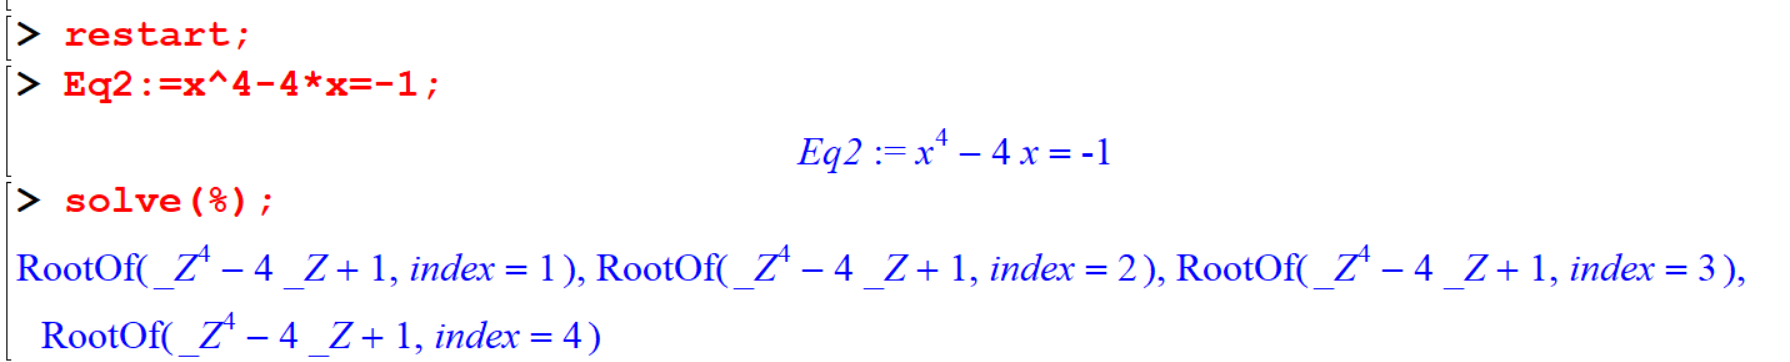 > restart;
> Eq2:=x^4-4*x=-1;
Eq2 := x⁴ − 4 x = -1
> solve(%);
RootOf(_Z⁴ − 4 _Z + 1, index = 1), RootOf(_Z⁴ − 4 _Z + 1, index = 2), RootOf(_Z⁴ − 4 _Z + 1, index = 3),
RootOf(_Z⁴ − 4 _Z + 1, index = 4)